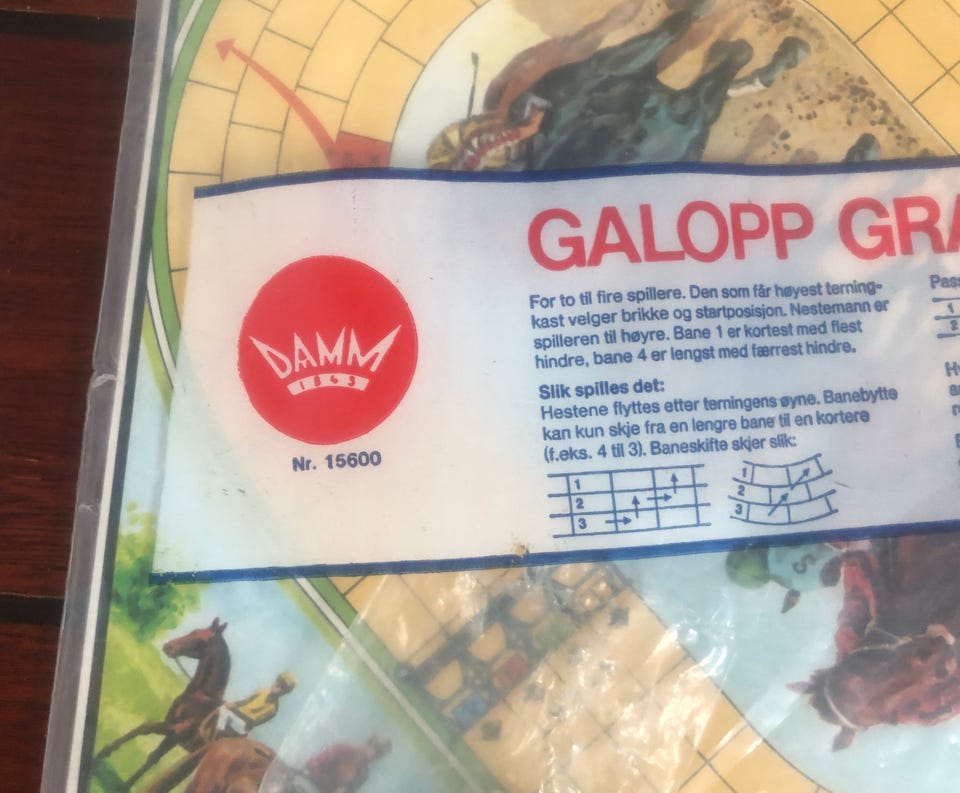 GALOPP GRA
DAMM
1843
Nr. 15600
For to til fire spillere. Den som får høyest terning-
kast velger brikke og startposisjon. Nestemann er
spilleren til høyre. Bane 1 er kortest med flest
hindre, bane 4 er lengst med færrest hindre.
Slik spilles det:
Hestene flyttes etter terningens øyne. Banebytte
kan kun skje fra en lengre bane til en kortere
(f.eks. 4 til 3). Baneskifte skjer slik:
1
2
3
1
2
3
Pass
1
2